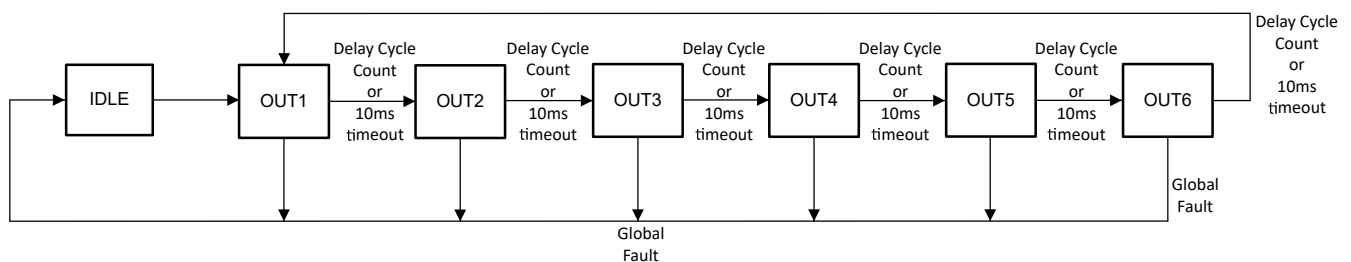 Delay Cycle
Count
or
10ms
timeout
Delay Cycle
Count
or
10ms
timeout
Delay Cycle
Count
or
10ms
timeout
Delay Cycle
Count
or
10ms
timeout
Delay Cycle
Count
or
10ms
timeout
Delay Cycle
Count
or
10ms
timeout
IDLE
OUT1
OUT2
OUT3
OUT4
OUT5
OUT6
Global
Fault
Global
Fault